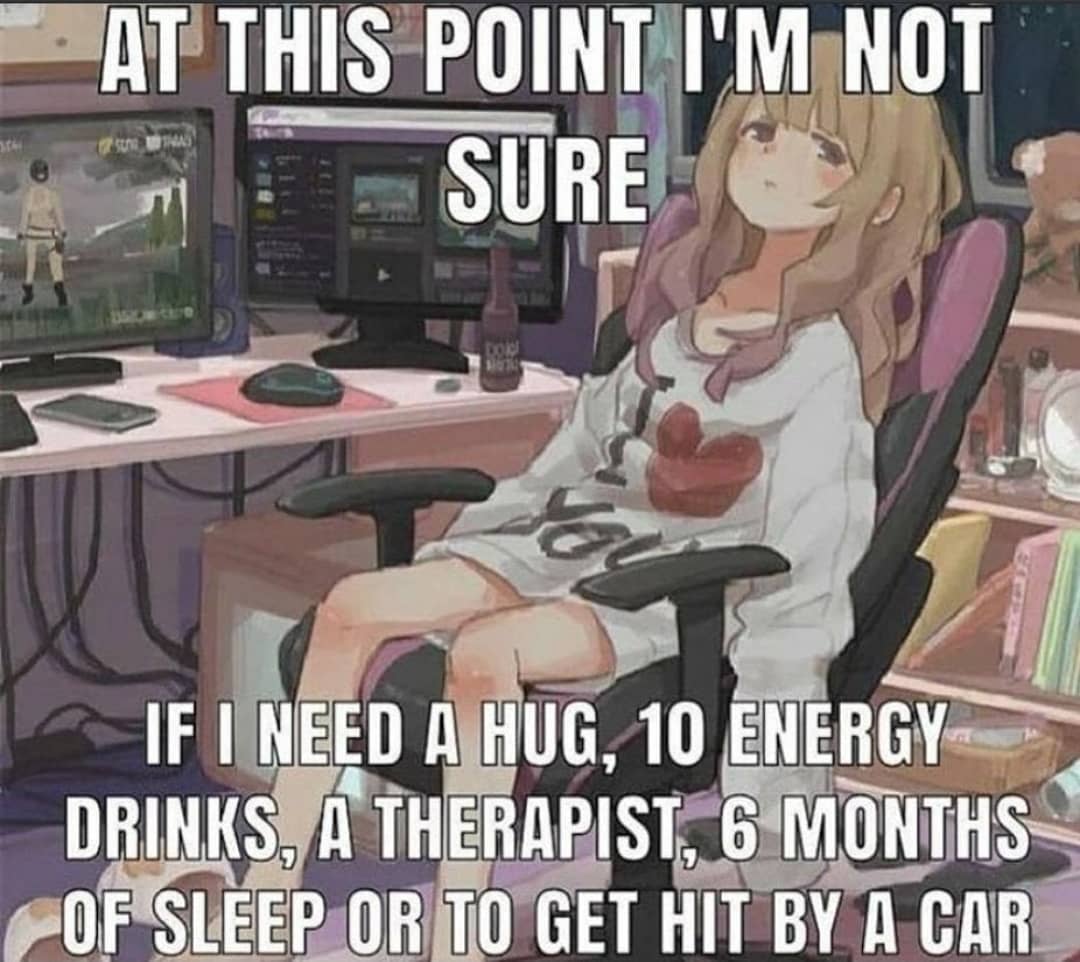 AT THIS POINT I'M NOT
SURE
I
YOU
IF I NEED A HUG, 10 ENERGY
DRINKS, A THERAPIST, 6 MONTHS
OF SLEEP OR TO GET HIT BY A CAR